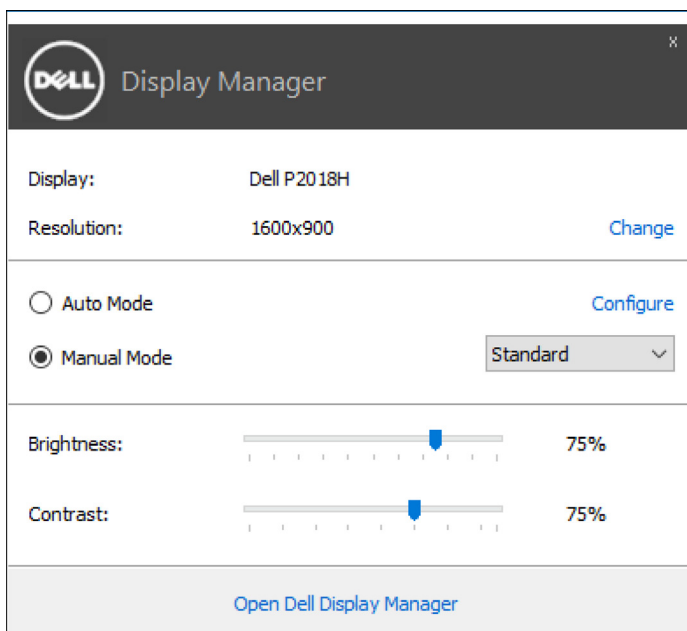 DELL Display Manager x
Display: Dell P2018H
Resolution: 1600x900 Change
Auto Mode Configure
Manual Mode Standard
Brightness: 75%
Contrast: 75%
Open Dell Display Manager